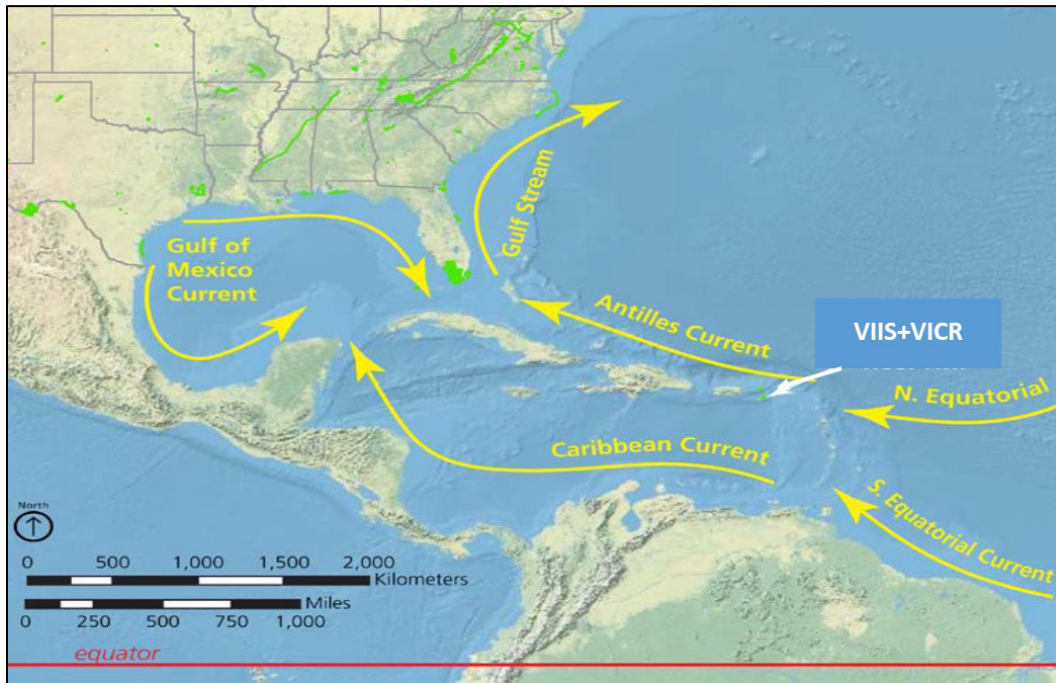 Gulf Stream
Gulf of
Mexico
Current
Antilles Current
VIIS+VICR
N. Equatorial
Caribbean Current
S. Equatorial Current
North
0 500 1,000 1,500 2,000
Kilometers
Miles
0 250 500 750 1,000
equator